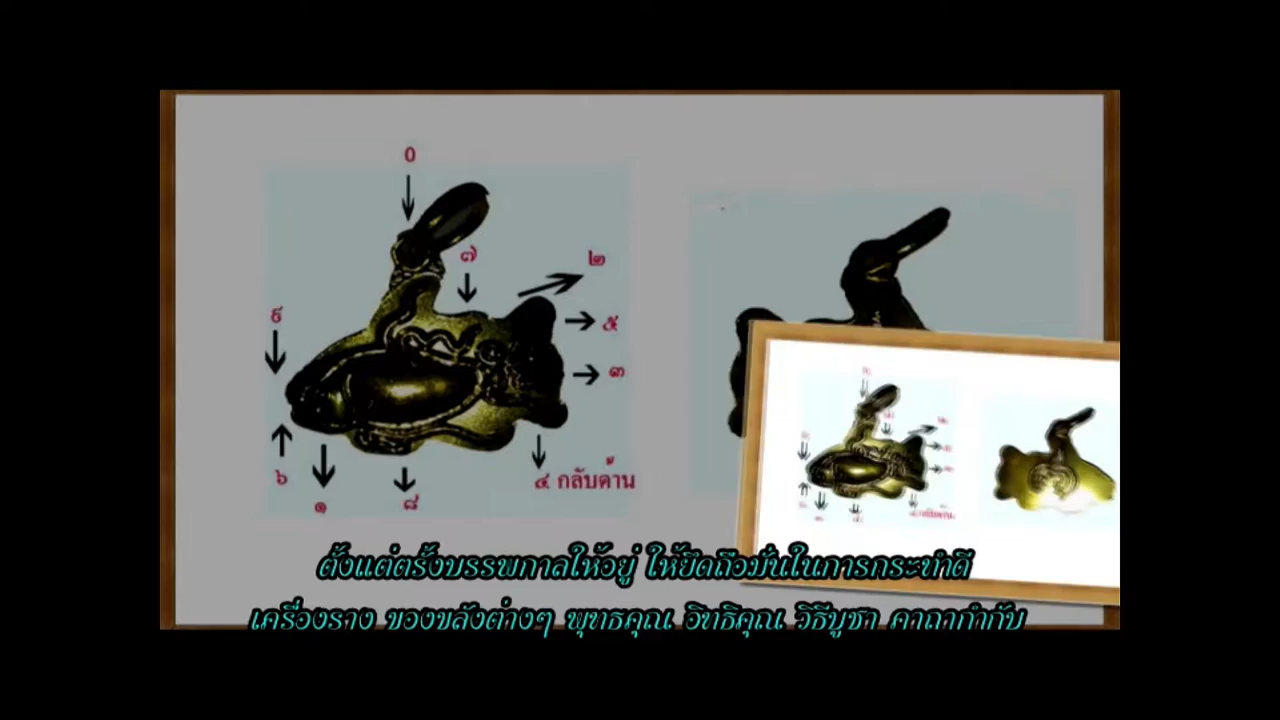 0
๗
๒
๕
๓
๖
๑
๘
๔ กลับด้าน
ตั้งแต่ครั้งบรรพกาลให้อยู่ ให้ยึดถือมั่นในการกระทำดี
เครื่องราง ของขลังต่างๆ พุทธคุณ อิทธิคุณ วิธีบูชา คาถากำกับ